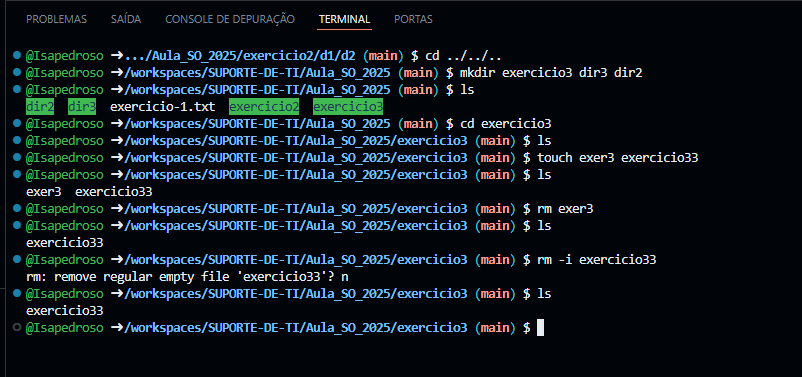 PROBLEMAS SAÍDA CONSOLE DE DEPURAÇÃO TERMINAL PORTAS
@Isapedroso ➜.../Aula_SO_2025/exercicio2/d1/d2 (main) $ cd ../../..
@Isapedroso ➜/workspaces/SUPORTE-DE-TI/Aula_SO_2025 (main) $ mkdir exercicio3 dir3 dir2
@Isapedroso ➜/workspaces/SUPORTE-DE-TI/Aula_SO_2025 (main) $ ls
dir2 dir3 exercicio-1.txt exercicio2 exercicio3
@Isapedroso ➜/workspaces/SUPORTE-DE-TI/Aula_SO_2025 (main) $ cd exercicio3
@Isapedroso ➜/workspaces/SUPORTE-DE-TI/Aula_SO_2025/exercicio3 (main) $ ls
@Isapedroso ➜/workspaces/SUPORTE-DE-TI/Aula_SO_2025/exercicio3 (main) $ touch exer3 exercicio33
@Isapedroso ➜/workspaces/SUPORTE-DE-TI/Aula_SO_2025/exercicio3 (main) $ ls
exer3 exercicio33
@Isapedroso ➜/workspaces/SUPORTE-DE-TI/Aula_SO_2025/exercicio3 (main) $ rm exer3
@Isapedroso ➜/workspaces/SUPORTE-DE-TI/Aula_SO_2025/exercicio3 (main) $ ls
exercicio33
@Isapedroso ➜/workspaces/SUPORTE-DE-TI/Aula_SO_2025/exercicio3 (main) $ rm -i exercicio33
rm: remove regular empty file 'exercicio33'? n
@Isapedroso ➜/workspaces/SUPORTE-DE-TI/Aula_SO_2025/exercicio3 (main) $ ls
exercicio33
@Isapedroso ➜/workspaces/SUPORTE-DE-TI/Aula_SO_2025/exercicio3 (main) $